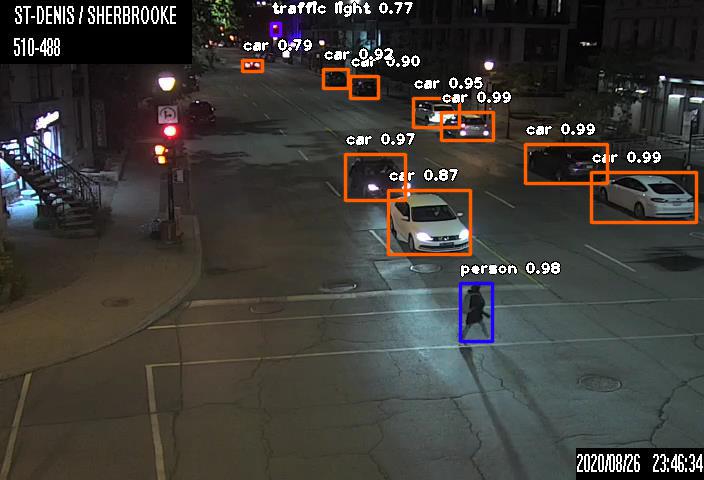 ST-DENIS / SHERBROOKE
510-488
traffic light 0.77
car 0.79
car 0.92
car 0.90
car 0.95
car 0.99
car 0.97
car 0.99
car 0.87
car 0.99
person 0.98
2020/08/26 23:46:34